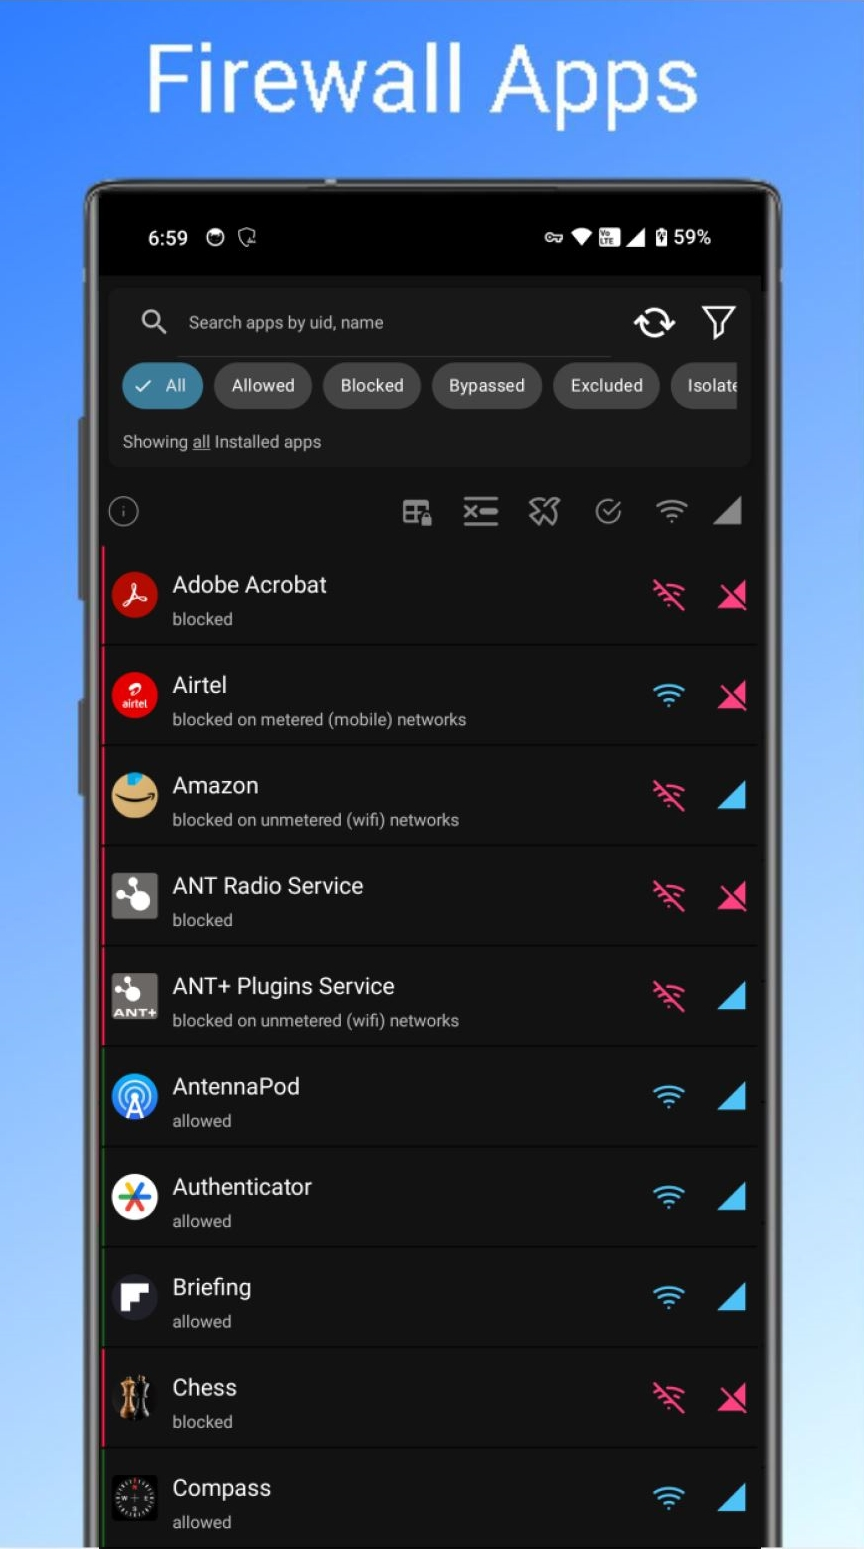 Firewall Apps
6:59
Vo LTE
59%
Search apps by uid, name
All
Allowed
Blocked
Bypassed
Excluded
Isolate
Showing all Installed apps
Adobe Acrobat
blocked
airtel
Airtel
blocked on metered (mobile) networks
Amazon
blocked on unmetered (wifi) networks
ANT Radio Service
blocked
ANT+
ANT+ Plugins Service
blocked on unmetered (wifi) networks
AntennaPod
allowed
Authenticator
allowed
Briefing
allowed
Chess
blocked
Compass
allowed